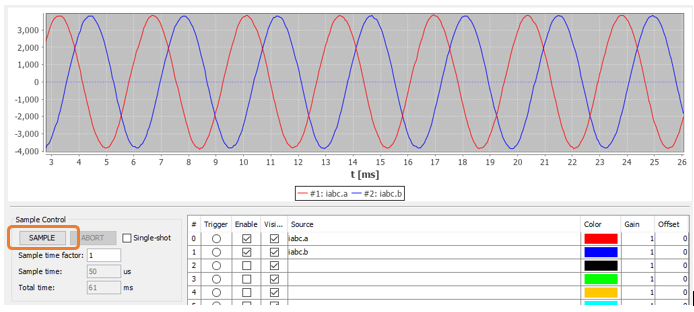 3,000
2,000
1,000
0
-1,000
-2,000
-3,000
-4,000
3 4 5 6 7 8 9 10 11 12 13 14 15 16 17 18 19 20 21 22 23 24 25 26
t [ms]
#1: iabc.a #2: iabc.b
Sample Control
SAMPLE ABORT Single-shot
Sample time factor: 1
Sample time: 50 us
Total time: 61 ms
# Trigger Enable Visi... Source Color Gain Offset
0 iabc.a 1 0
1 iabc.b 1 0
2 1 0
3 1 0
4 1 0